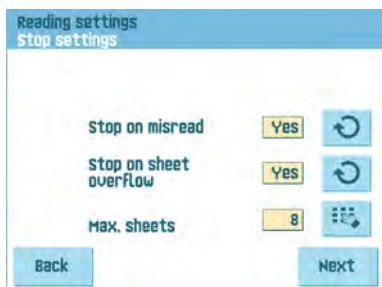 Reading settings
Stop settings
Stop on misread Yes
Stop on sheet
overflow Yes
Max. sheets 8
Back Next